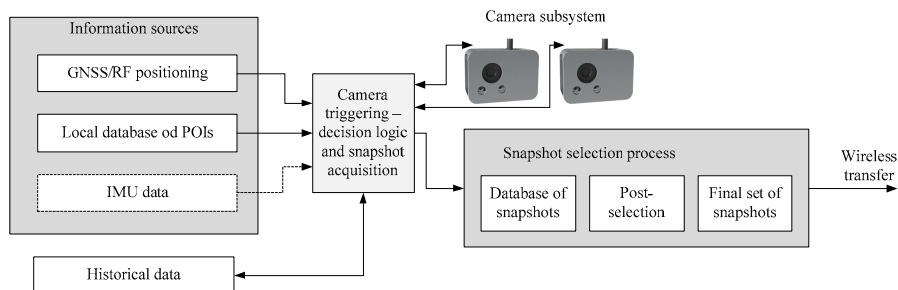 Information sources
GNSS/RF positioning
Local database od POIs
IMU data
Historical data
Camera
triggering –
decision logic
and snapshot
acquisition
Camera subsystem
Snapshot selection process
Database of
snapshots
Post-
selection
Final set of
snapshots
Wireless
transfer